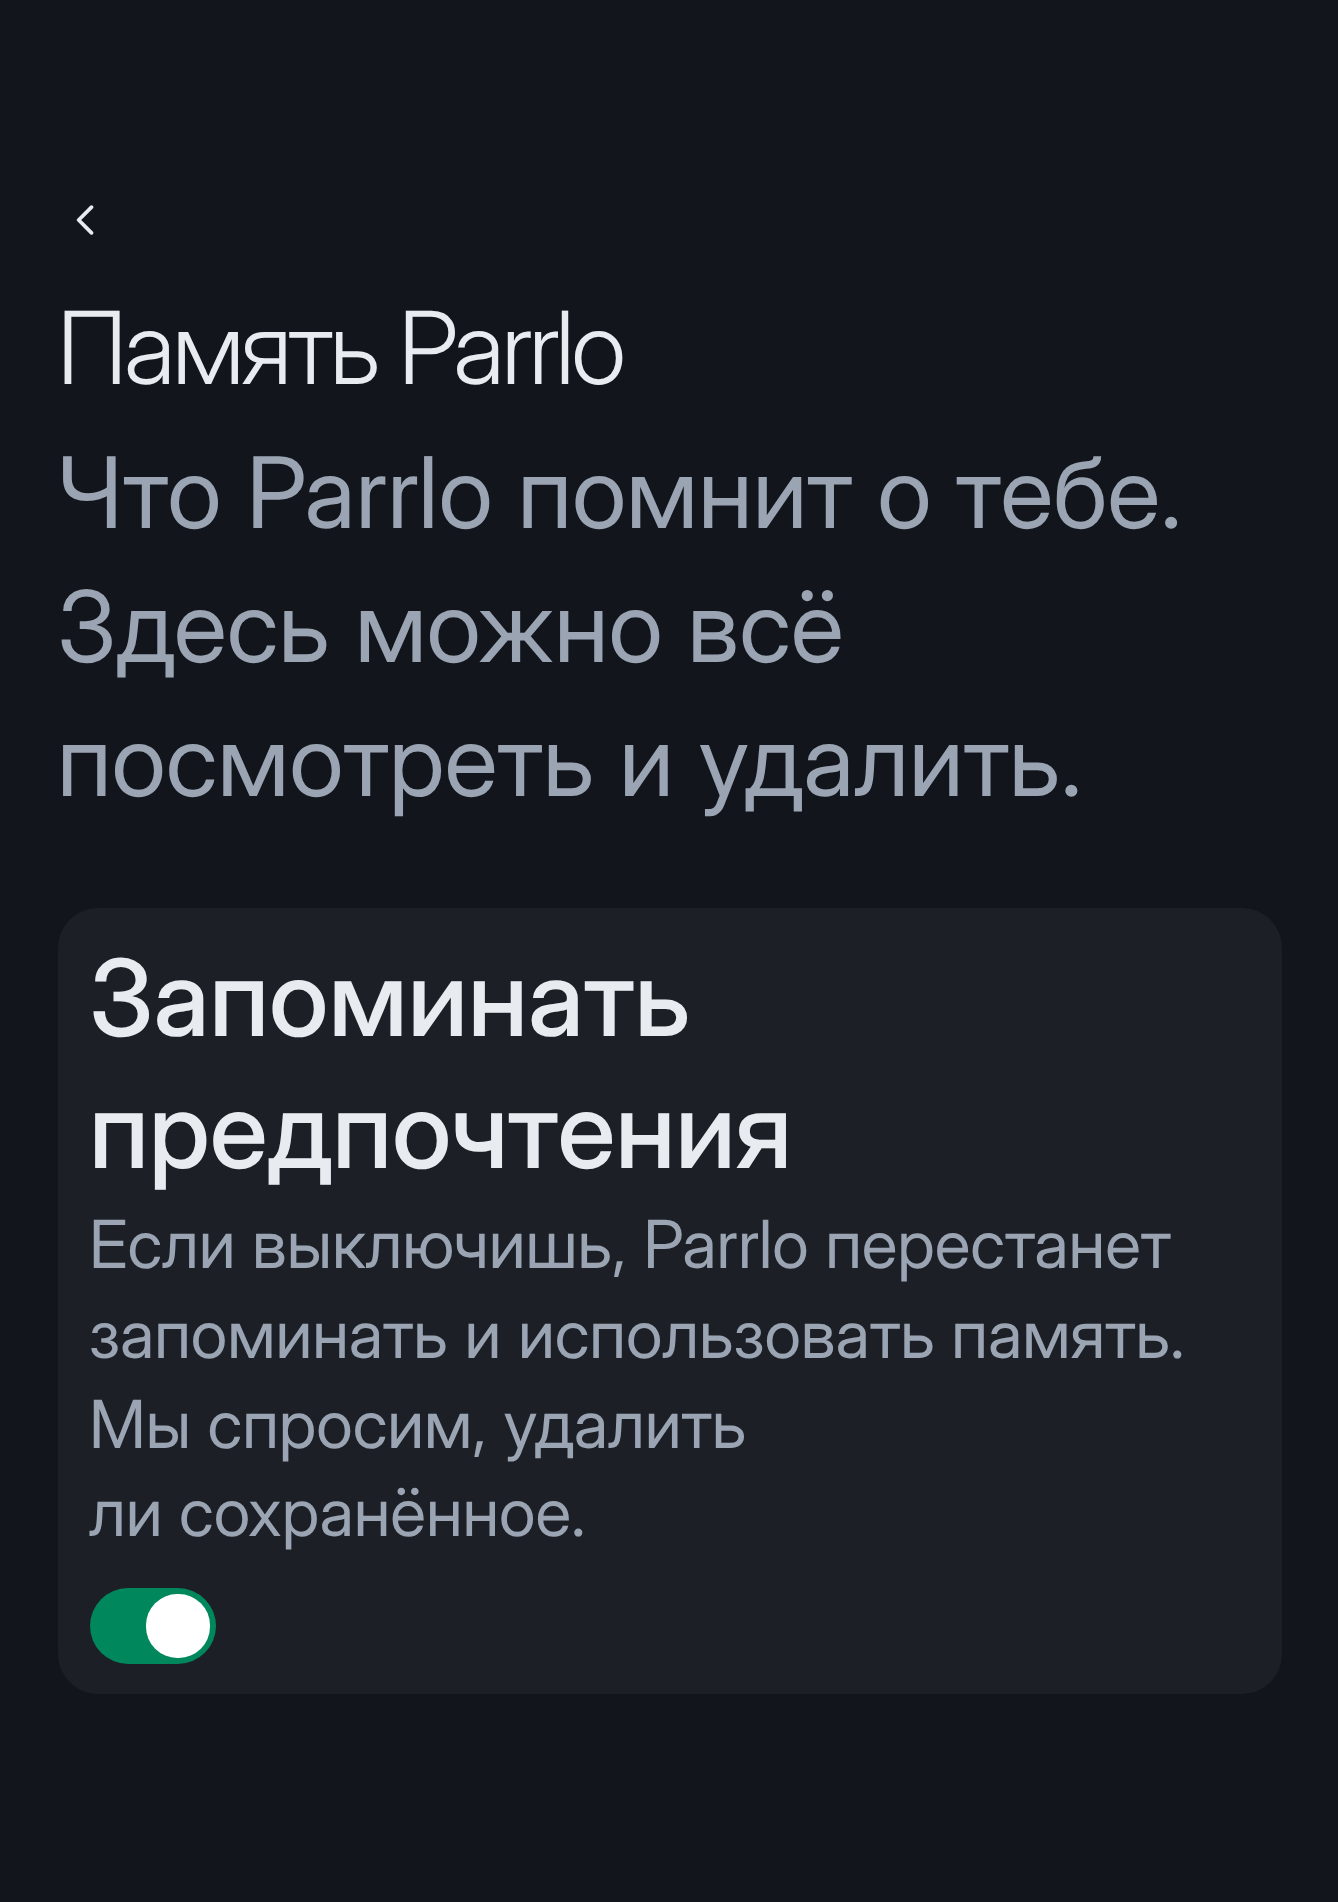 Память Parrlo
Что Parrlo помнит о тебе.
Здесь можно всё
посмотреть и удалить.
Запоминать
предпочтения
Если выключишь, Parrlo перестанет
запоминать и использовать память.
Мы спросим, удалить
ли сохранённое.